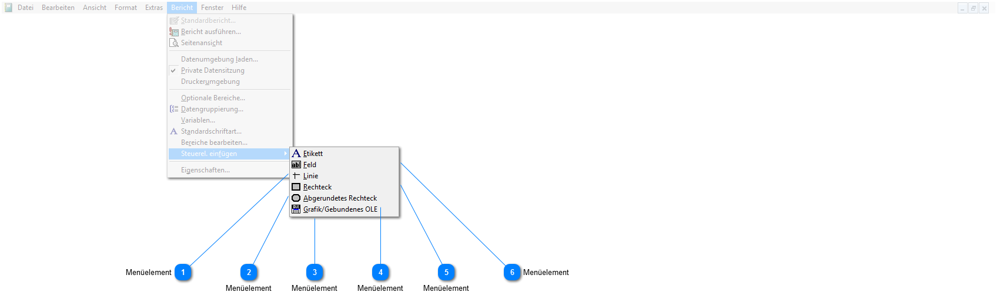 Datei Bearbeiten Ansicht Format Extras Bericht Fenster Hilfe
Standardbericht...
Bericht ausführen...
Seitenansicht
Datenumgebung laden...
Private Datensitzung
Druckerumgebung
Optionale Bereiche...
Datengruppierung...
Variablen...
A Standardschriftart...
Bereiche bearbeiten...
Steuerel. einfügen
Eigenschaften...
A Etikett
abl Feld
Linie
Rechteck
Abgerundetes Rechteck
OLE Grafik/Gebundenes OLE
Menüelement 1 2 3 4 5 6 Menüelement
Menüelement Menüelement Menüelement Menüelement